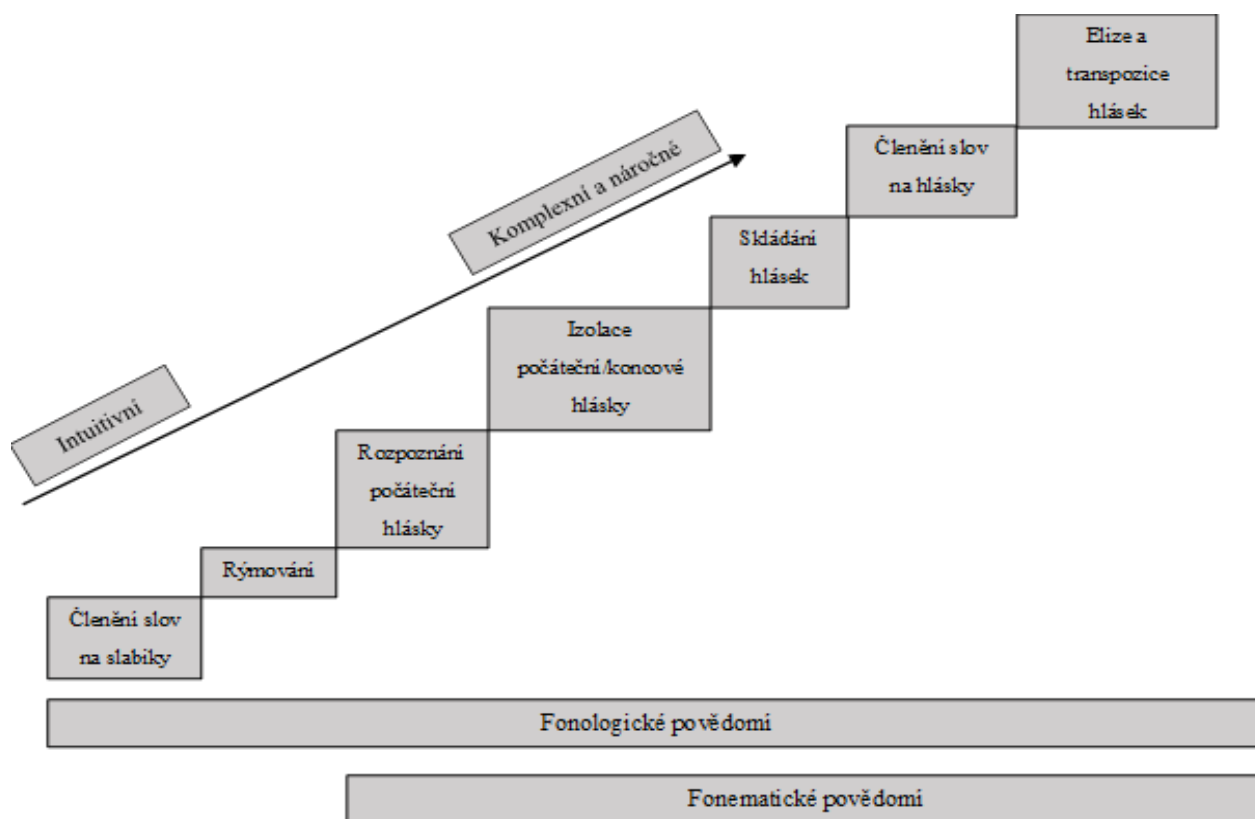 Elize a
transpozice
hlásek
Členění slov
na hlásky
Komplexní a náročné
Skládání
hlásek
Izolace
počáteční/koncové
hlásky
Intuitivní
Rozpoznání
počáteční
hlásky
Rýmování
Členění slov
na slabiky
Fonologické povědomí
Fonematické povědomí